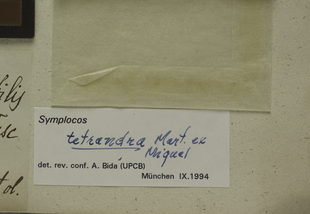 Symplocos
tetrandra Mart. ex
Miquel
det. rev. conf. A. Bida (UPCB)
München IX.1994